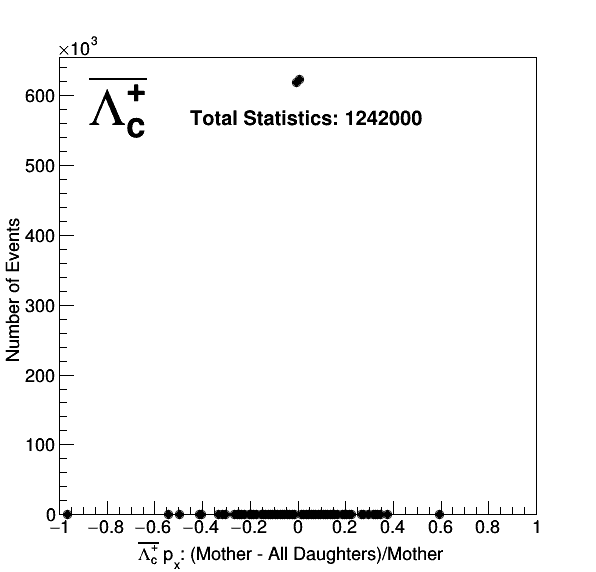 ×10³
600
500
400
300
200
100
0
Number of Events
Λ̅c⁺
Total Statistics: 1242000
−1 −0.8 −0.6 −0.4 −0.2 0 0.2 0.4 0.6 0.8 1
Λ̅c⁺ pₓ: (Mother - All Daughters)/Mother